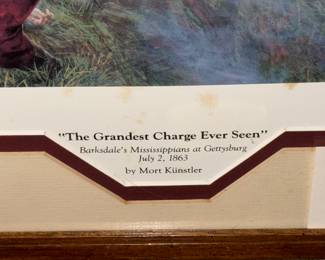 "The Grandest Charge Ever Seen"
Barksdale's Mississippians at Gettysburg
July 2, 1863
by Mort Künstler